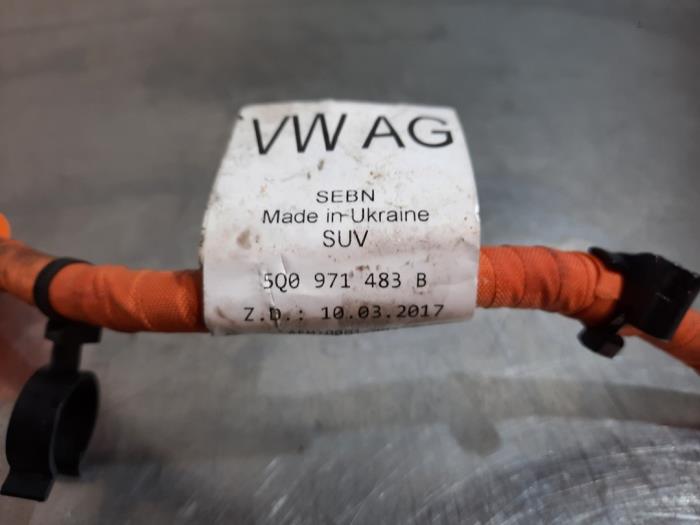 VW AG
SEBN
Made in Ukraine
SUV
5Q0 971 483 B
Z.D.: 10.03.2017